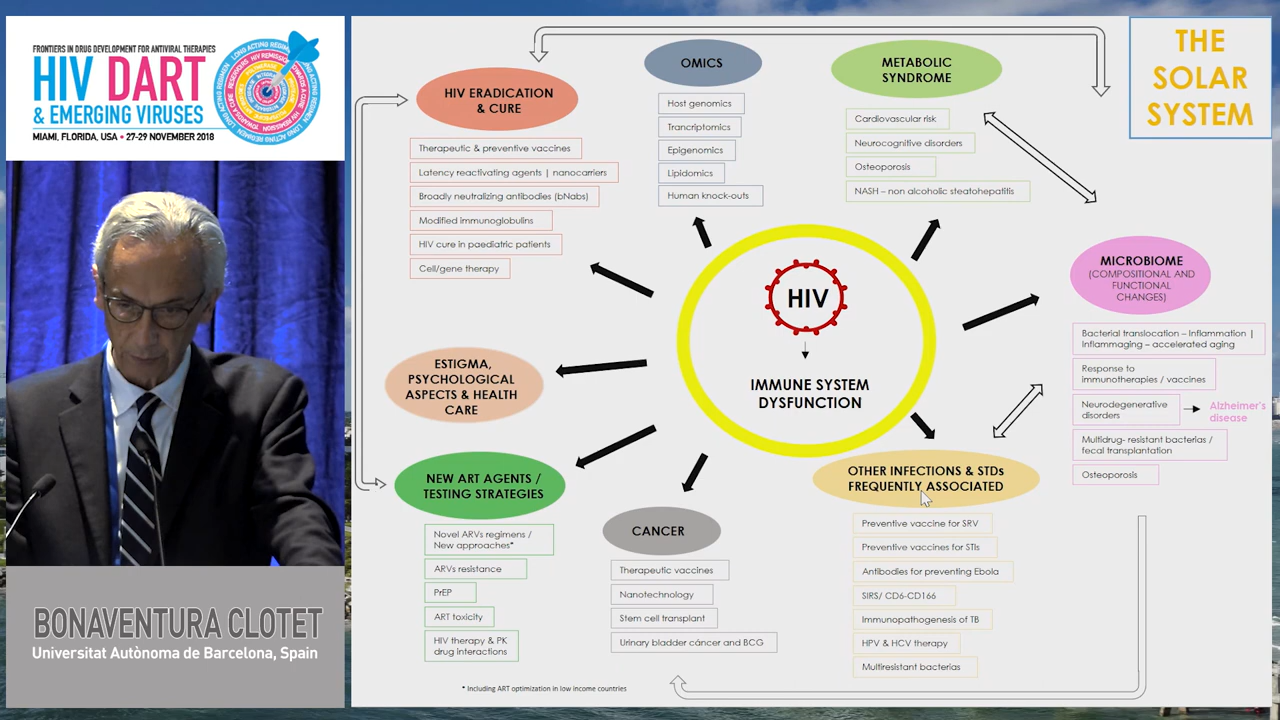 FRONTIERS IN DRUG DEVELOPMENT FOR ANTIVIRAL THERAPIES
HIV DART
& EMERGING VIRUSES
MIAMI, FLORIDA, USA • 27-29 NOVEMBER 2018
BONAVENTURA CLOTET
Universitat Autònoma de Barcelona, Spain
THE
SOLAR
SYSTEM
HIV ERADICATION
& CURE
Therapeutic & preventive vaccines
Latency reactivating agents | nanocarriers
Broadly neutralizing antibodies (bNabs)
Modified immunoglobulins
HIV cure in paediatric patients
Cell/gene therapy
OMICS
Host genomics
Trancriptomics
Epigenomics
Lipidomics
Human knock-outs
METABOLIC
SYNDROME
Cardiovascular risk
Neurocognitive disorders
Osteoporosis
NASH – non alcoholic steatohepatitis
HIV
IMMUNE SYSTEM
DYSFUNCTION
MICROBIOME
(COMPOSITIONAL AND
FUNCTIONAL
CHANGES)
Bacterial translocation – Inflammation |
Inflammaging – accelerated aging
Response to
immunotherapies / vaccines
Neurodegenerative
disorders
Alzheimer's
disease
Multidrug- resistant bacterias /
fecal transplantation
Osteoporosis
ESTIGMA,
PSYCHOLOGICAL
ASPECTS & HEALTH
CARE
NEW ART AGENTS /
TESTING STRATEGIES
Novel ARVs regimens /
New approaches*
ARVs resistance
PrEP
ART toxicity
HIV therapy & PK
drug interactions
CANCER
Therapeutic vaccines
Nanotechnology
Stem cell transplant
Urinary bladder cáncer and BCG
OTHER INFECTIONS & STDs
FREQUENTLY ASSOCIATED
Preventive vaccine for SRV
Preventive vaccines for STIs
Antibodies for preventing Ebola
SIRS/ CD6-CD166
Immunopathogenesis of TB
HPV & HCV therapy
Multiresistant bacterias
* Including ART optimization in low income countries